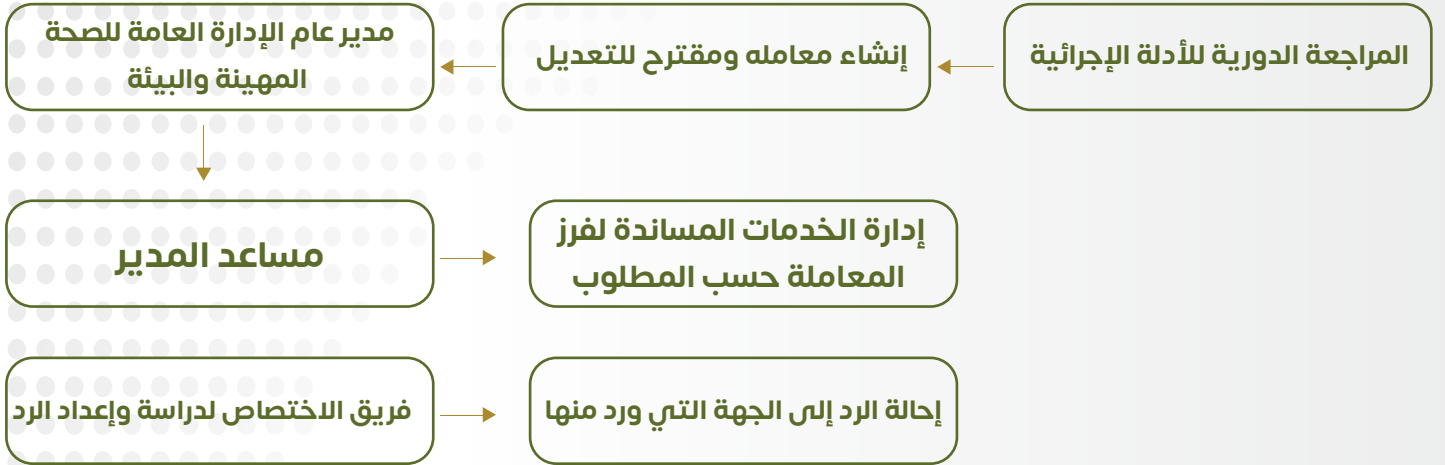 المراجعة الدورية للأدلة الإجرائية
إنشاء معامله ومقترح للتعديل
مدير عام الإدارة العامة للصحة
المهينة والبيئة
مساعد المدير
إدارة الخدمات المساندة لفرز
المعاملة حسب المطلوب
فريق الاختصاص لدراسة وإعداد الرد
إحالة الرد إلى الجهة التي ورد منها